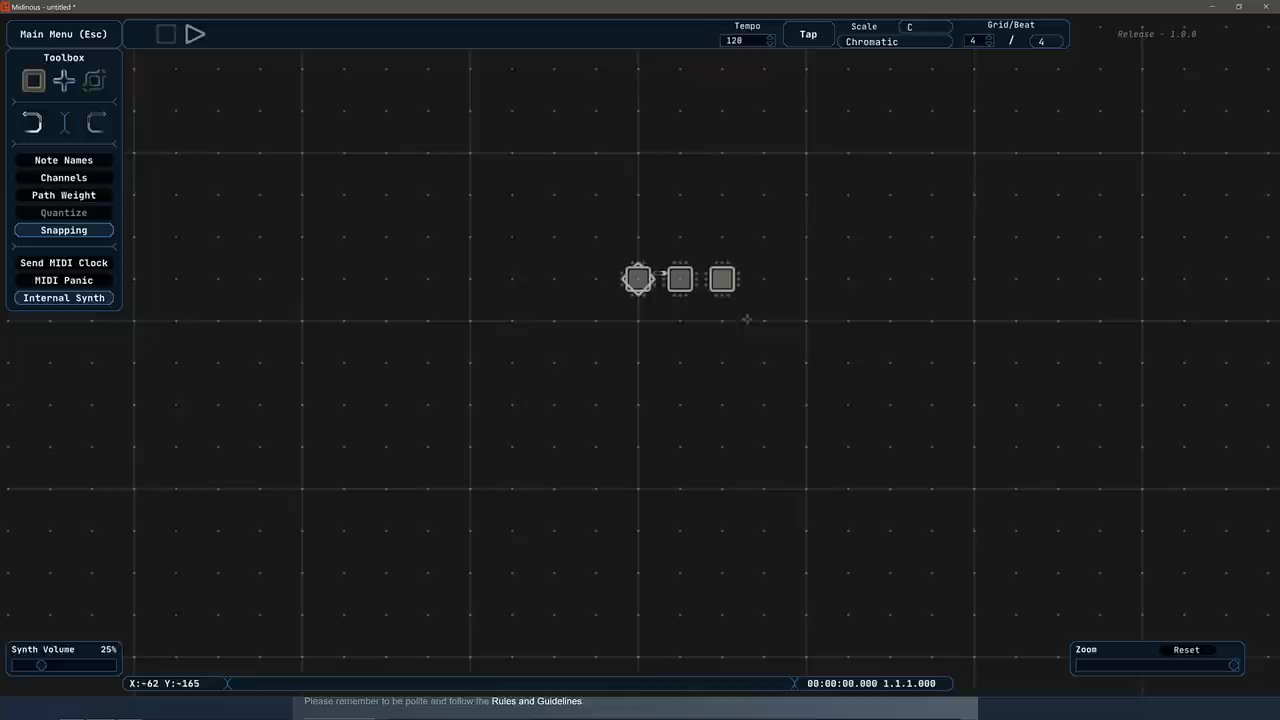 Midinous - untitled *
Main Menu (Esc)
Tempo
120
Tap
Scale
C
Chromatic
Grid/Beat
4 / 4
Release - 1.0.0
Toolbox
Note Names
Channels
Path Weight
Quantize
Snapping
Send MIDI Clock
MIDI Panic
Internal Synth
Synth Volume 25%
Zoom
Reset
X:-62 Y:-165
00:00:00.000 1.1.1.000
Please remember to be polite and follow the Rules and Guidelines